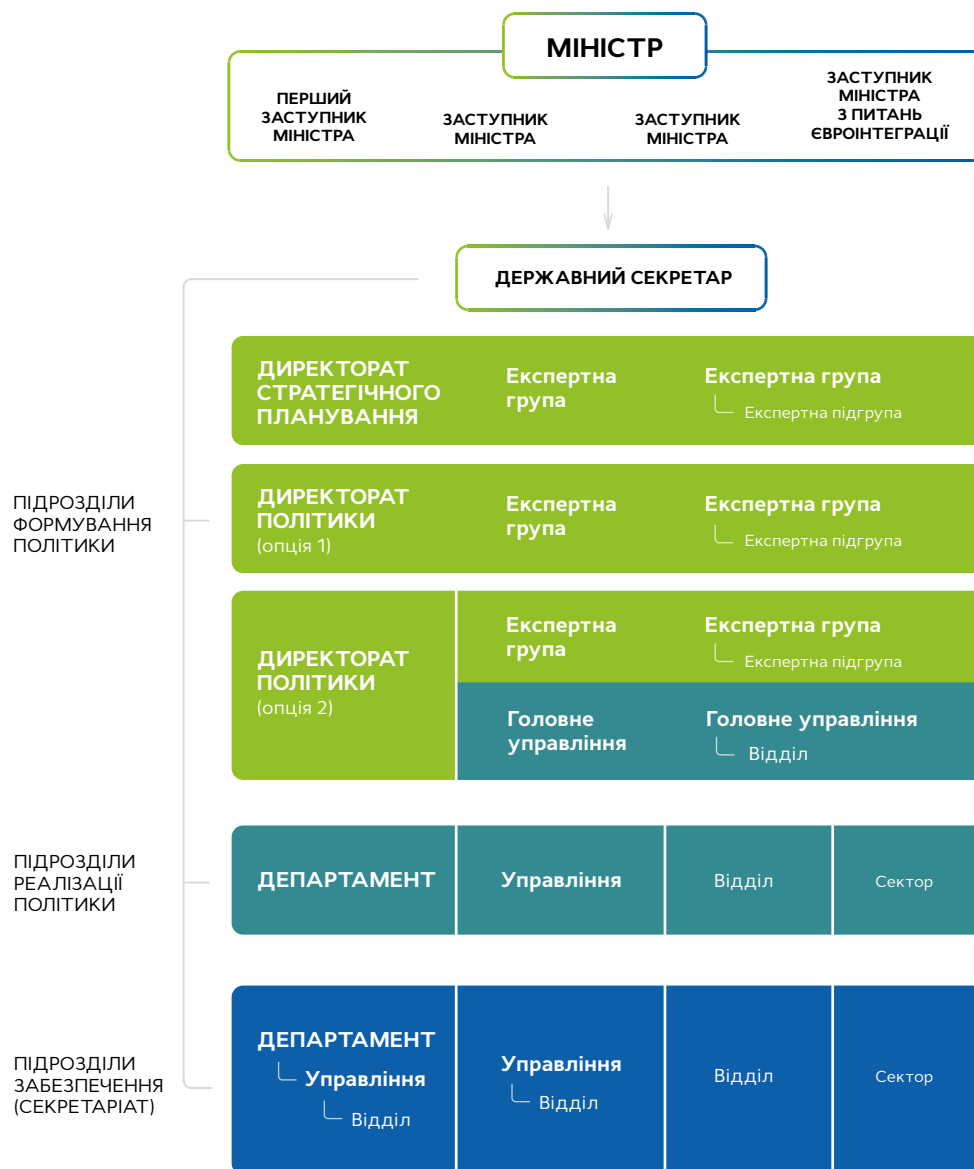 МІНІСТР
ПЕРШИЙ
ЗАСТУПНИК
МІНІСТРА
ЗАСТУПНИК
МІНІСТРА
ЗАСТУПНИК
МІНІСТРА
ЗАСТУПНИК
МІНІСТРА
З ПИТАНЬ
ЄВРОІНТЕГРАЦІЇ
ДЕРЖАВНИЙ СЕКРЕТАР
ПІДРОЗДІЛИ
ФОРМУВАННЯ
ПОЛІТИКИ
ДИРЕКТОРАТ
СТРАТЕГІЧНОГО
ПЛАНУВАННЯ
Експертна
група
Експертна група
Експертна підгрупа
ДИРЕКТОРАТ
ПОЛІТИКИ
(опція 1)
Експертна
група
Експертна група
Експертна підгрупа
ДИРЕКТОРАТ
ПОЛІТИКИ
(опція 2)
Експертна
група
Експертна група
Експертна підгрупа
Головне
управління
Головне управління
Відділ
ПІДРОЗДІЛИ
РЕАЛІЗАЦІЇ
ПОЛІТИКИ
ДЕПАРТАМЕНТ
Управління
Відділ
Сектор
ПІДРОЗДІЛИ
ЗАБЕЗПЕЧЕННЯ
(СЕКРЕТАРІАТ)
ДЕПАРТАМЕНТ
Управління
Відділ
Управління
Відділ
Відділ
Сектор